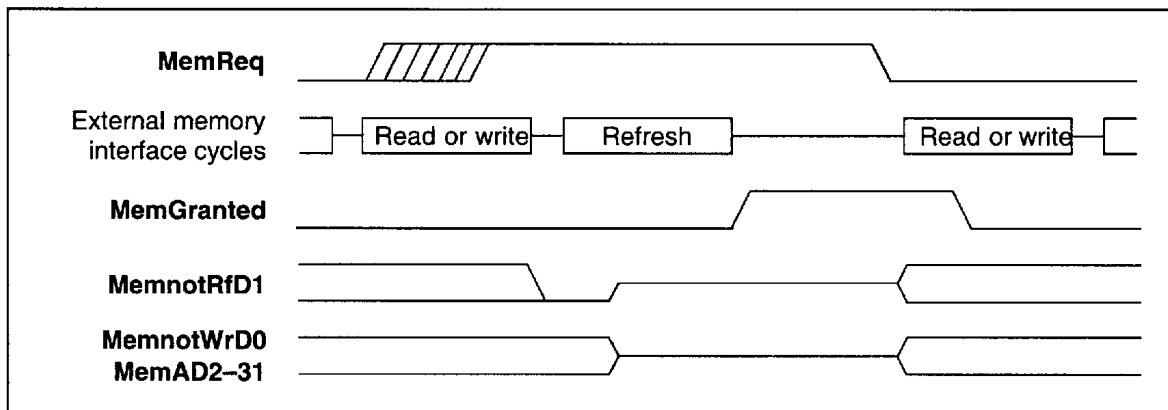 MemReq
External memory
interface cycles
Read or write
Refresh
Read or write
MemGranted
MemnotRfD1
MemnotWrD0
MemAD2–31